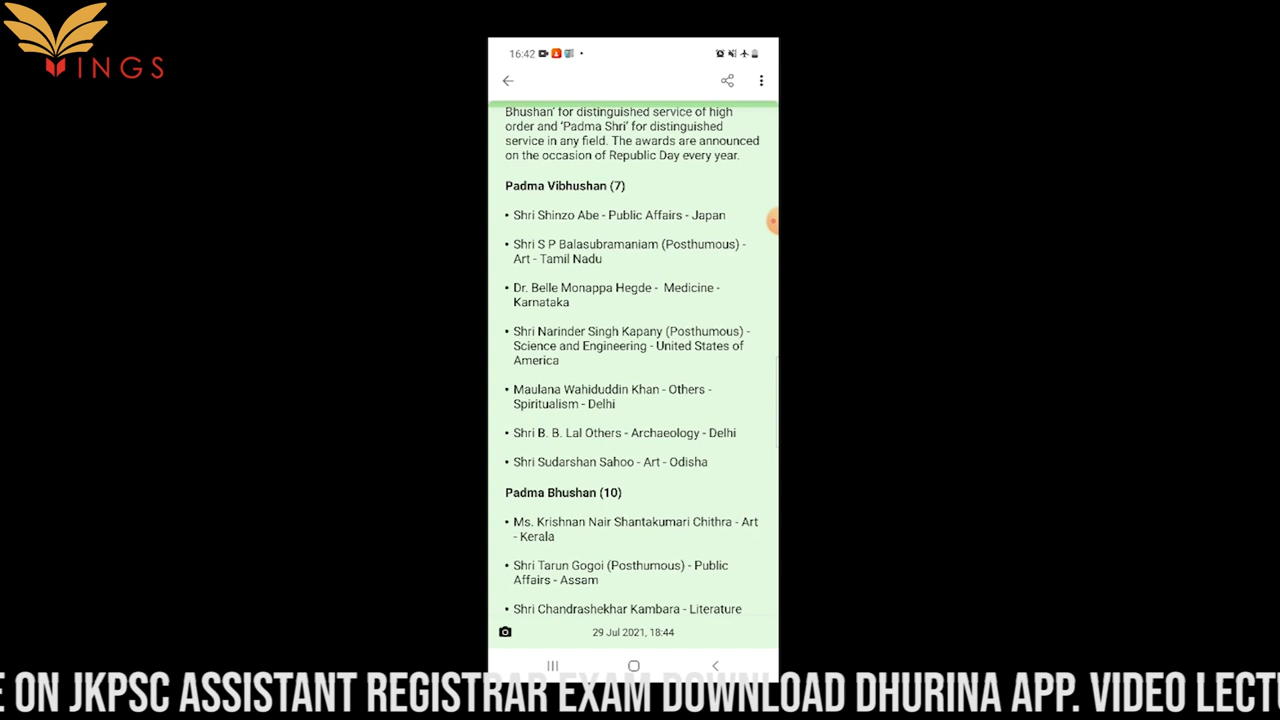 INGS
16:42
Bhushan' for distinguished service of high
order and 'Padma Shri' for distinguished
service in any field. The awards are announced
on the occasion of Republic Day every year.
Padma Vibhushan (7)
• Shri Shinzo Abe - Public Affairs - Japan
• Shri S P Balasubramaniam (Posthumous) -
Art - Tamil Nadu
• Dr. Belle Monappa Hegde - Medicine -
Karnataka
• Shri Narinder Singh Kapany (Posthumous) -
Science and Engineering - United States of
America
• Maulana Wahiduddin Khan - Others -
Spiritualism - Delhi
• Shri B. B. Lal Others - Archaeology - Delhi
• Shri Sudarshan Sahoo - Art - Odisha
Padma Bhushan (10)
• Ms. Krishnan Nair Shantakumari Chithra - Art
- Kerala
• Shri Tarun Gogoi (Posthumous) - Public
Affairs - Assam
• Shri Chandrashekhar Kambara - Literature
29 Jul 2021, 18:44
E ON JKPSC ASSISTANT REGISTRAR EXAM DOWNLOAD DHURINA APP. VIDEO LECTU